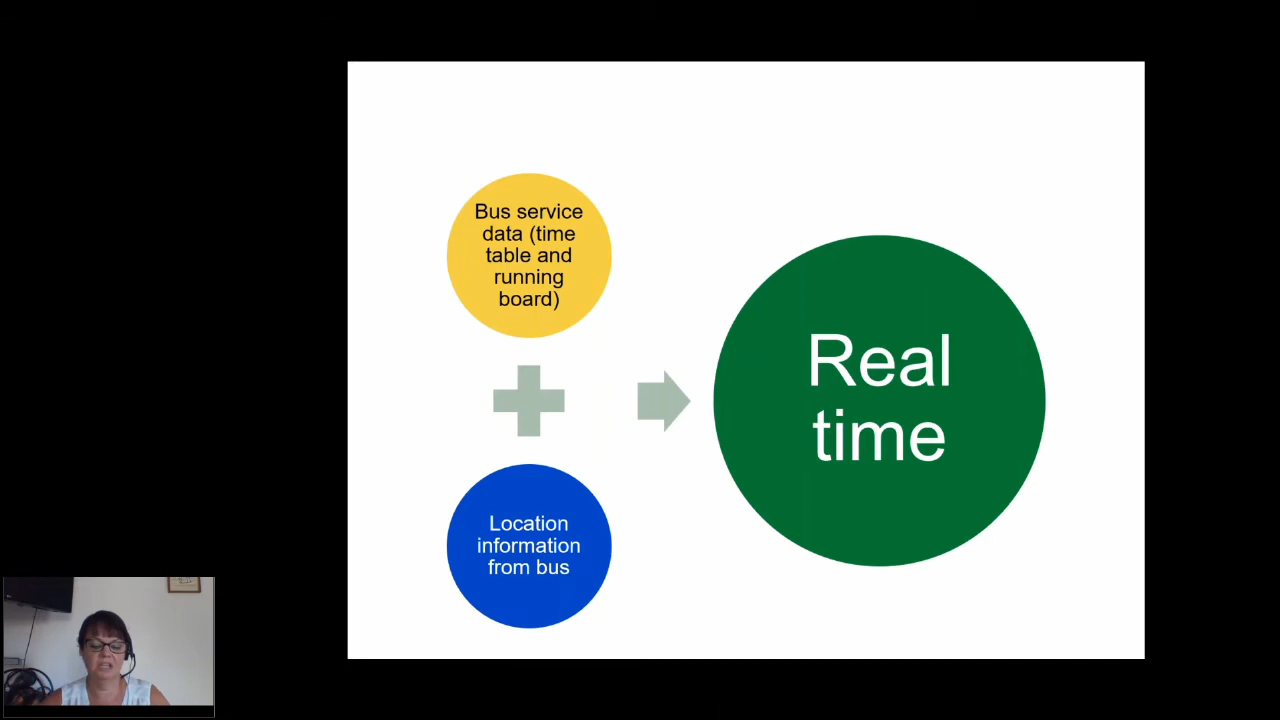 Bus service
data (time
table and
running
board)
Location
information
from bus
Real
time